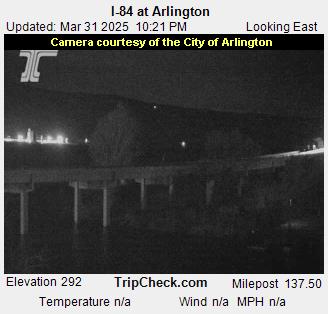 I-84 at Arlington
Updated: Mar 31 2025 10:21 PM Looking East
Camera courtesy of the City of Arlington
Elevation 292 TripCheck.com Milepost 137.50
Temperature n/a Wind n/a MPH n/a